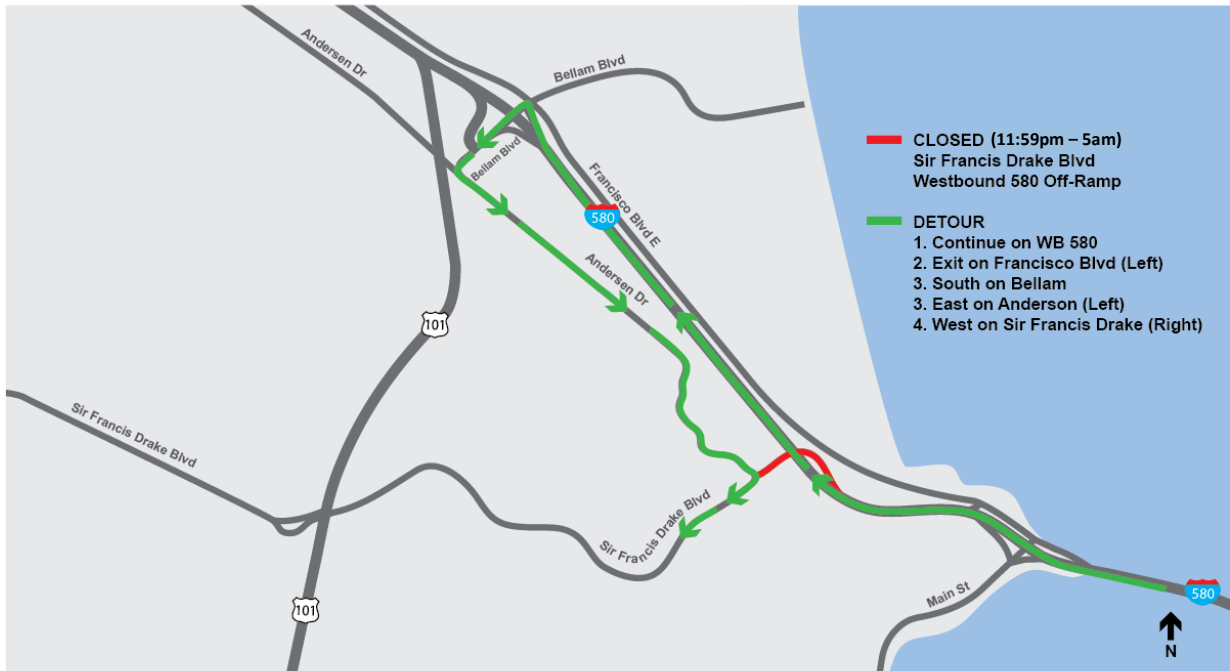 Andersen Dr
Bellam Blvd
Bellam Blvd
Francisco Blvd E
580
Andersen Dr
101
Sir Francis Drake Blvd
Sir Francis Drake Blvd
101
Main St
580
N
CLOSED (11:59pm – 5am)
Sir Francis Drake Blvd
Westbound 580 Off-Ramp
DETOUR
1. Continue on WB 580
2. Exit on Francisco Blvd (Left)
3. South on Bellam
3. East on Anderson (Left)
4. West on Sir Francis Drake (Right)